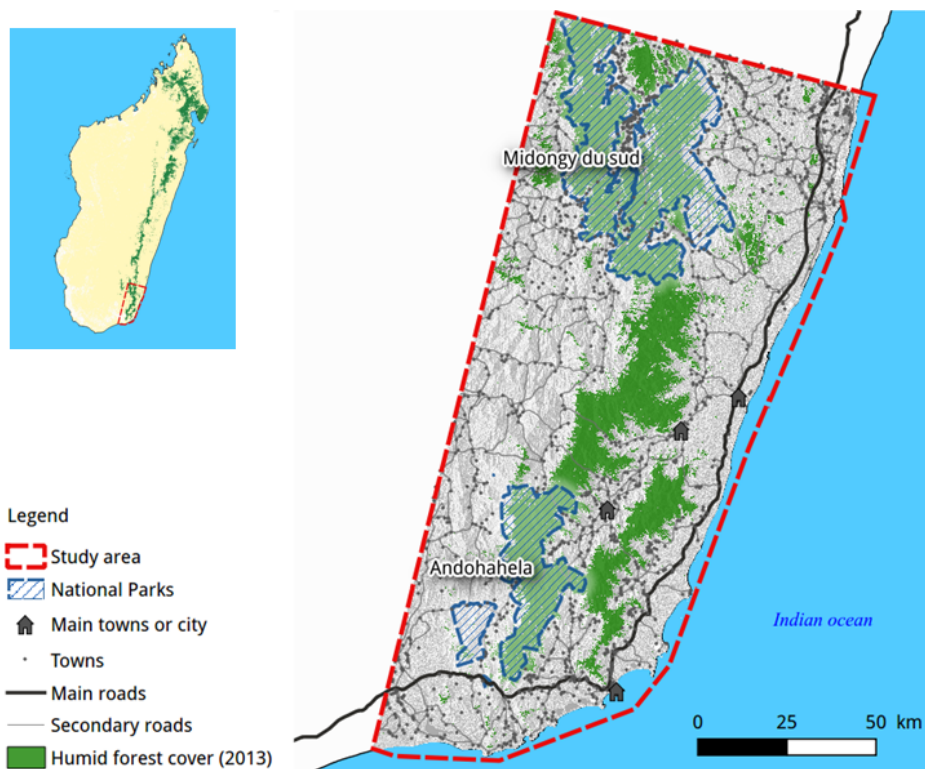 Midongy du sud
Andohahela
Indian ocean
0 25 50 km
Legend
Study area
National Parks
Main towns or city
Towns
Main roads
Secondary roads
Humid forest cover (2013)